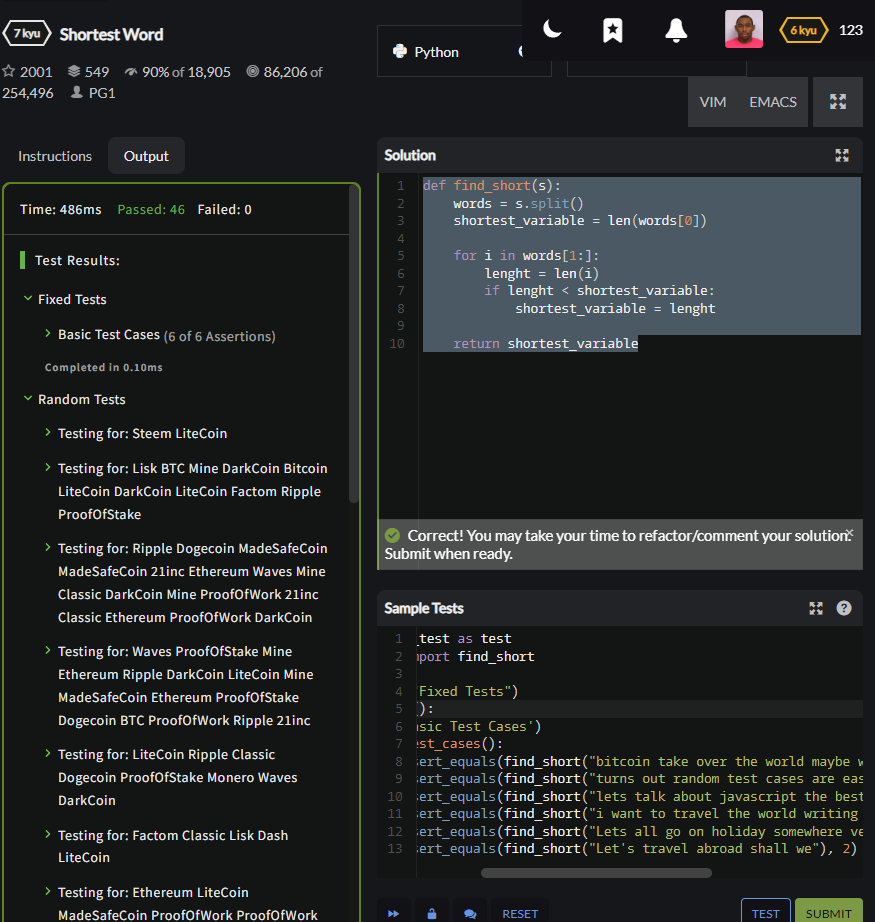 7 kyu Shortest Word
2001 549 90% of 18,905 86,206 of
254,496 PG1
Python
6 kyu 123
VIM EMACS
Instructions Output
Time: 486ms Passed: 46 Failed: 0
Test Results:
Fixed Tests
Basic Test Cases (6 of 6 Assertions)
Completed in 0.10ms
Random Tests
Testing for: Steem LiteCoin
Testing for: Lisk BTC Mine DarkCoin Bitcoin
LiteCoin DarkCoin LiteCoin Factom Ripple
ProofOfStake
Testing for: Ripple Dogecoin MadeSafeCoin
MadeSafeCoin 21inc Ethereum Waves Mine
Classic DarkCoin Mine ProofOfWork 21inc
Classic Ethereum ProofOfWork DarkCoin
Testing for: Waves ProofOfStake Mine
Ethereum Ripple DarkCoin LiteCoin Mine
MadeSafeCoin Ethereum ProofOfStake
Dogecoin BTC ProofOfWork Ripple 21inc
Testing for: LiteCoin Ripple Classic
Dogecoin ProofOfStake Monero Waves
DarkCoin
Testing for: Factom Classic Lisk Dash
LiteCoin
Testing for: Ethereum LiteCoin
MadeSafeCoin ProofOfWork ProofOfWork
Solution
1 def find_short(s):
2 words = s.split()
3 shortest_variable = len(words[0])
4
5 for i in words[1:]:
6 lenght = len(i)
7 if lenght < shortest_variable:
8 shortest_variable = lenght
9
10 return shortest_variable
Correct! You may take your time to refactor/comment your solution.
Submit when ready.
Sample Tests
1 _test as test
2 mport find_short
3
4 "Fixed Tests")
5 ():
6 asic Test Cases')
7 est_cases():
8 sert_equals(find_short("bitcoin take over the world maybe w
9 sert_equals(find_short("turns out random test cases are eas
10 sert_equals(find_short("lets talk about javascript the best
11 sert_equals(find_short("i want to travel the world writing
12 sert_equals(find_short("Lets all go on holiday somewhere ve
13 sert_equals(find_short("Let's travel abroad shall we"), 2)
RESET TEST SUBMIT